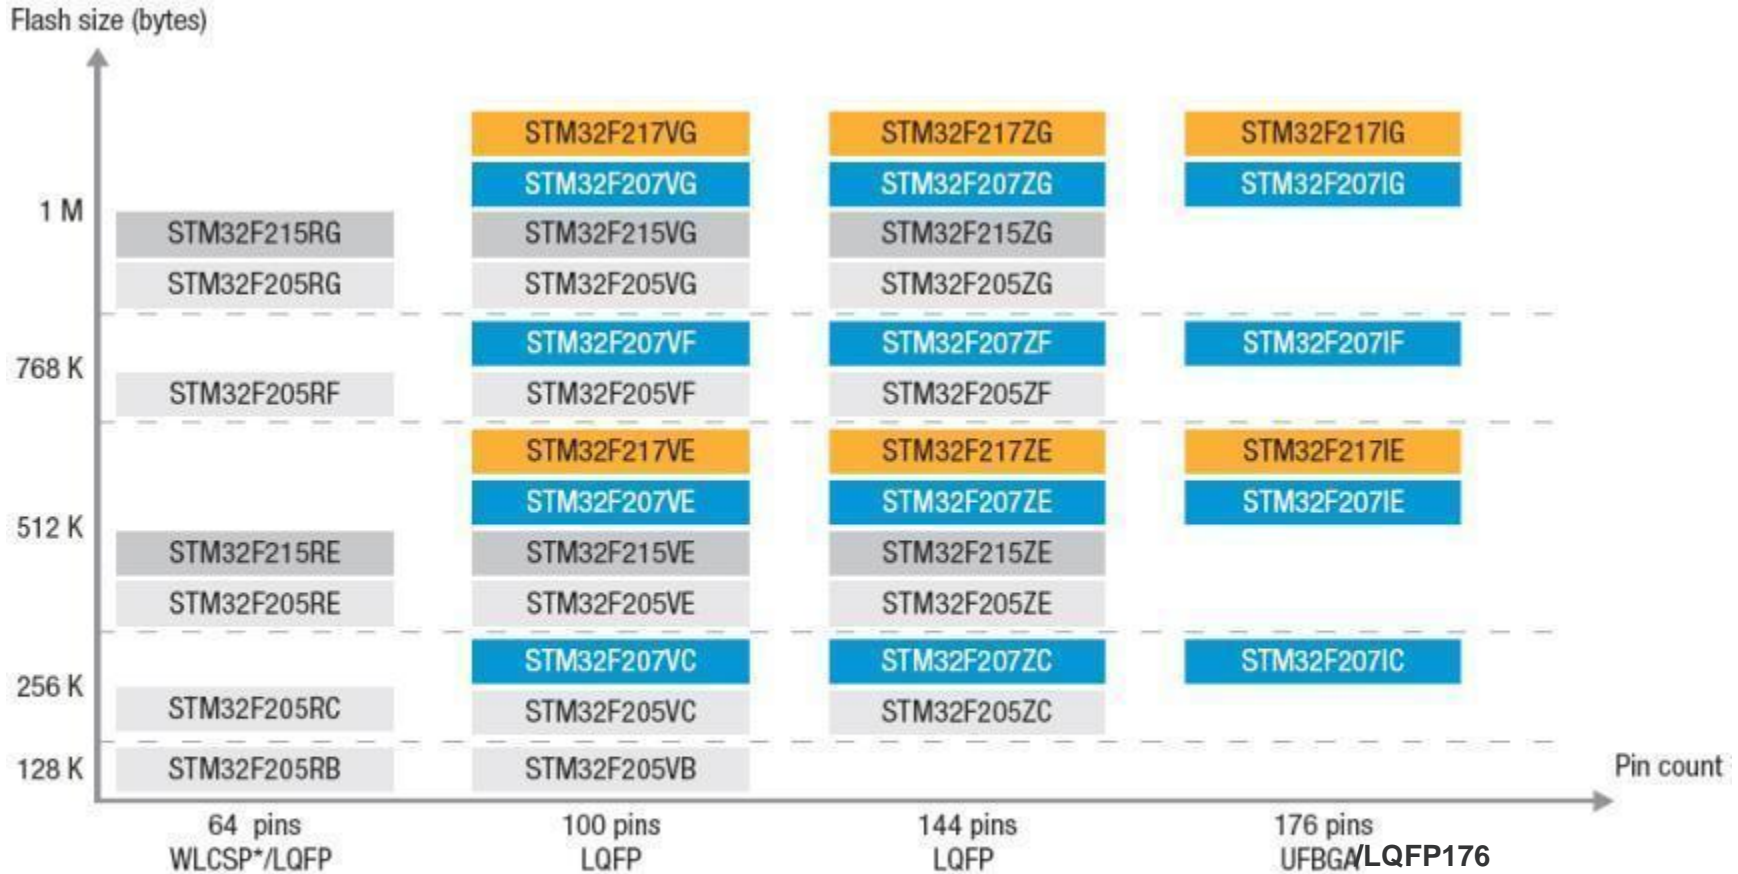 Flash size (bytes)
STM32F217VG STM32F217ZG STM32F217IG
STM32F207VG STM32F207ZG STM32F207IG
1 M
STM32F215RG STM32F215VG STM32F215ZG
STM32F205RG STM32F205VG STM32F205ZG
STM32F207VF STM32F207ZF STM32F207IF
768 K
STM32F205RF STM32F205VF STM32F205ZF
STM32F217VE STM32F217ZE STM32F217IE
STM32F207VE STM32F207ZE STM32F207IE
512 K
STM32F215RE STM32F215VE STM32F215ZE
STM32F205RE STM32F205VE STM32F205ZE
STM32F207VC STM32F207ZC STM32F207IC
256 K
STM32F205RC STM32F205VC STM32F205ZC
128 K STM32F205RB STM32F205VB Pin count
64 pins 100 pins 144 pins 176 pins
WLCSP*/LQFP LQFP LQFP UFBGA/LQFP176